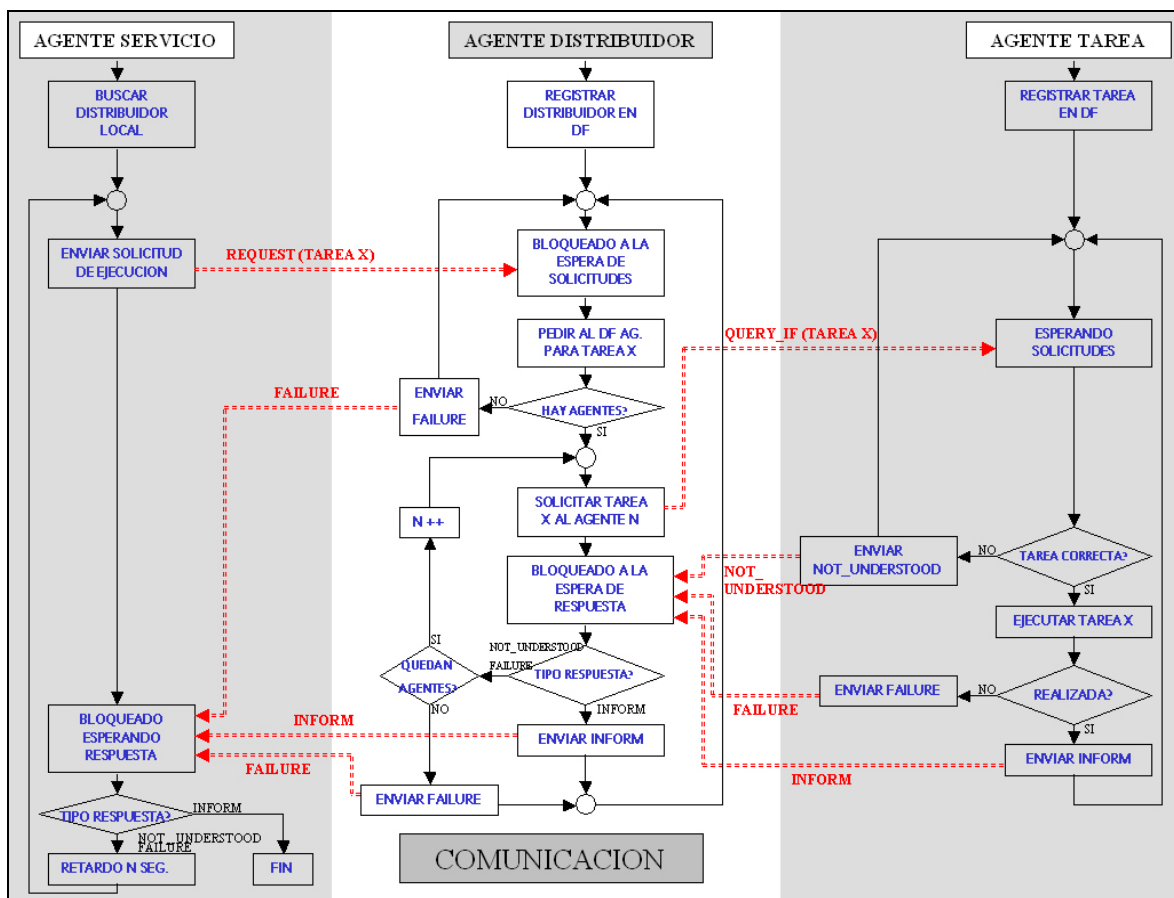 AGENTE SERVICIO
BUSCAR
DISTRIBUIDOR
LOCAL
ENVIAR SOLICITUD
DE EJECUCION
BLOQUEADO
ESPERANDO
RESPUESTA
TIPO RESPUESTA?
INFORM
NOT_UNDERSTOOD
FAILURE
RETARDO N SEG.
FIN
REQUEST (TAREA X)
FAILURE
INFORM
FAILURE
AGENTE DISTRIBUIDOR
REGISTRAR
DISTRIBUIDOR EN
DF
BLOQUEADO A LA
ESPERA DE
SOLICITUDES
PEDIR AL DF AG.
PARA TAREA X
HAY AGENTES?
NO
SI
ENVIAR
FAILURE
N ++
SOLICITAR TAREA
X AL AGENTE N
BLOQUEADO A LA
ESPERA DE
RESPUESTA
TIPO RESPUESTA?
NOT_UNDERSTOOD
FAILURE
INFORM
QUEDAN
AGENTES?
SI
NO
ENVIAR INFORM
ENVIAR FAILURE
COMUNICACION
QUERY_IF (TAREA X)
NOT_
UNDERSTOOD
FAILURE
INFORM
AGENTE TAREA
REGISTRAR TAREA
EN DF
ESPERANDO
SOLICITUDES
TAREA CORRECTA?
NO
SI
ENVIAR
NOT_UNDERSTOOD
EJECUTAR TAREA X
REALIZADA?
NO
SI
ENVIAR FAILURE
ENVIAR INFORM